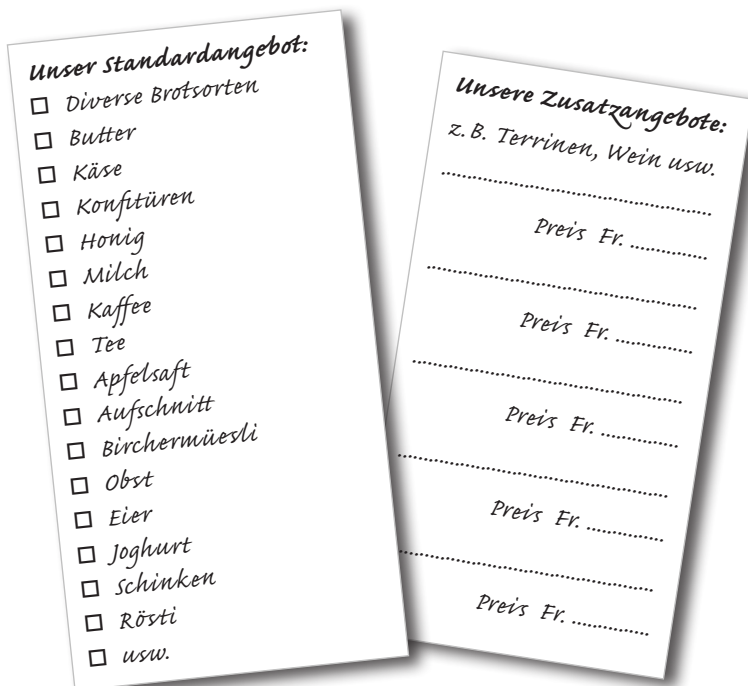 Unser Standardangebot:
☐ Diverse Brotsorten
☐ Butter
☐ Käse
☐ Konfitüren
☐ Honig
☐ Milch
☐ Kaffee
☐ Tee
☐ Apfelsaft
☐ Aufschnitt
☐ Birchermüesli
☐ Obst
☐ Eier
☐ Joghurt
☐ Schinken
☐ Rösti
☐ usw.
Unsere Zusatzangebote:
z. B. Terrinen, Wein usw.
................................................
Preis Fr. ..............
................................................
Preis Fr. ..............
................................................
Preis Fr. ..............
................................................
Preis Fr. ..............
................................................
Preis Fr. ..............